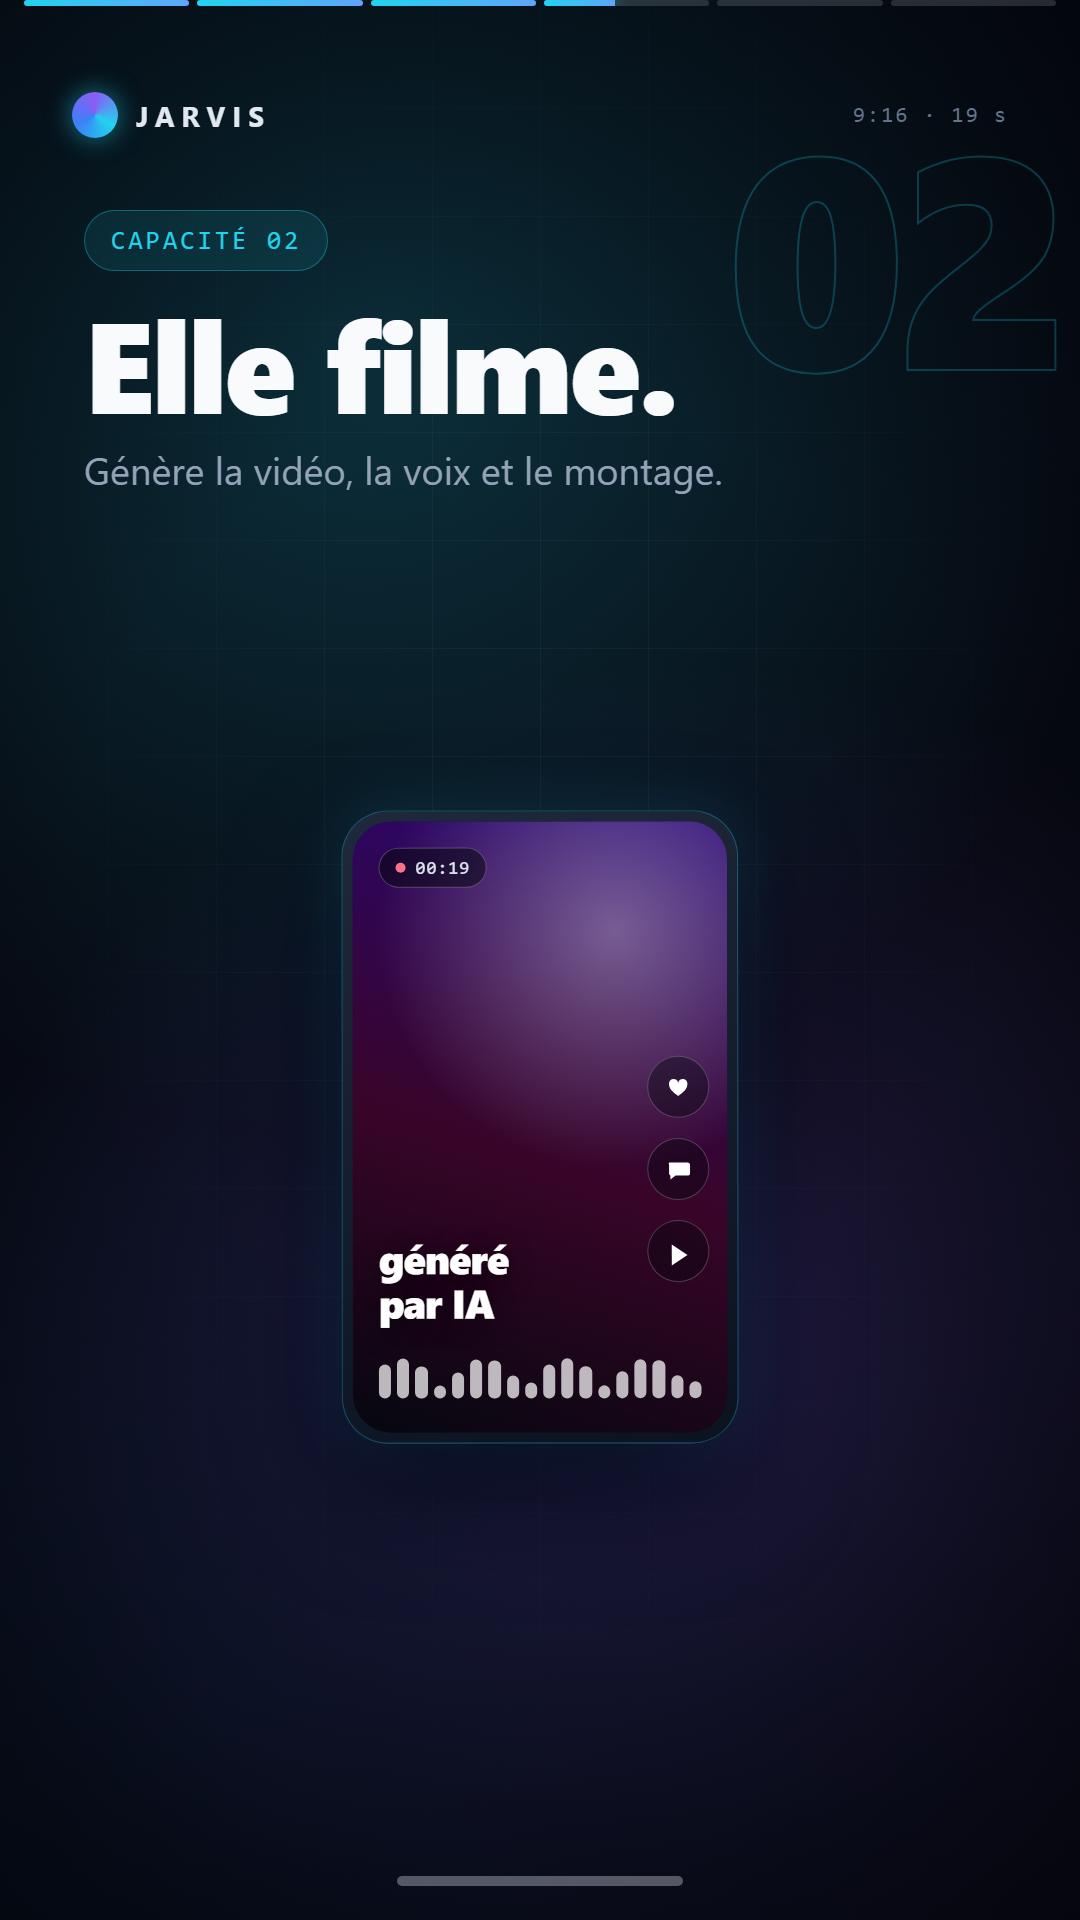 JARVIS
9:16 · 19 s
02
CAPACITÉ 02
Elle filme.
Génère la vidéo, la voix et le montage.
00:19
généré
par IA